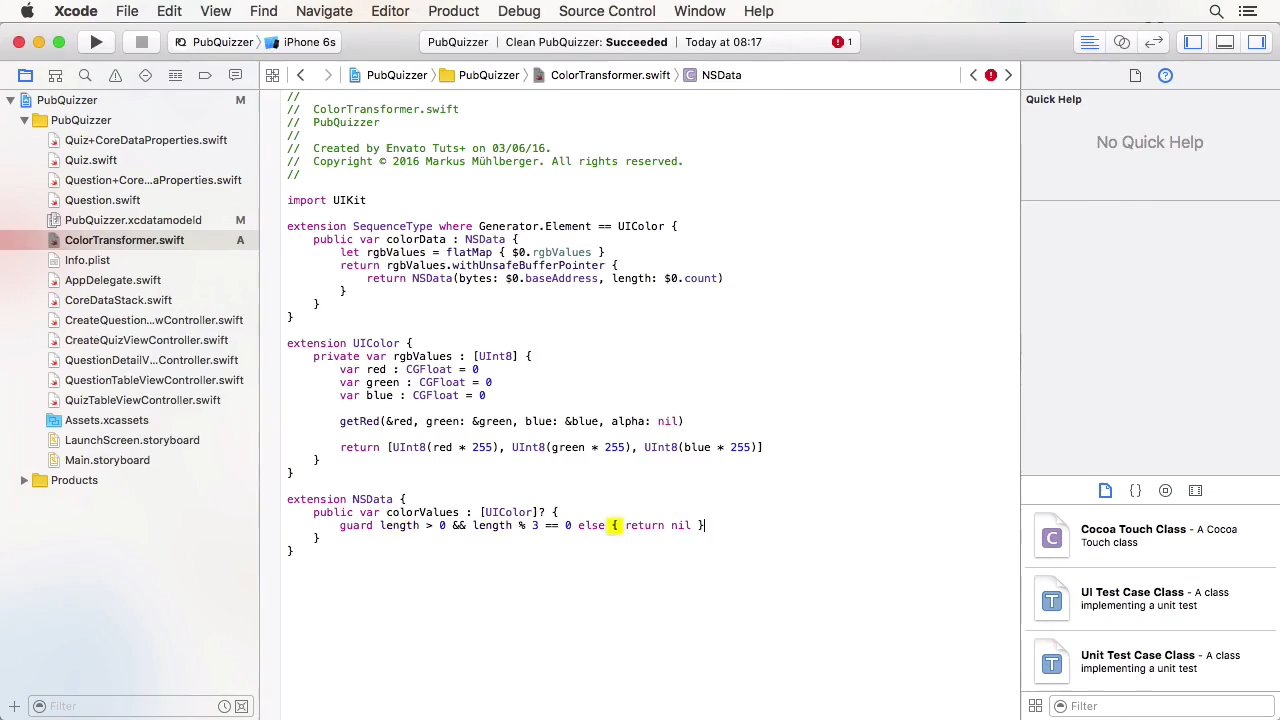 Xcode File Edit View Find Navigate Editor Product Debug Source Control Window Help
PubQuizzer iPhone 6s PubQuizzer Clean PubQuizzer: Succeeded Today at 08:17 1
PubQuizzer PubQuizzer ColorTransformer.swift C NSData
PubQuizzer M
PubQuizzer
Quiz+CoreDataProperties.swift
Quiz.swift
Question+Core...aProperties.swift
Question.swift
PubQuizzer.xcdatamodeld M
ColorTransformer.swift A
Info.plist
AppDelegate.swift
CoreDataStack.swift
CreateQuestion...wController.swift
CreateQuizViewController.swift
QuestionDetailV...Controller.swift
QuestionTableViewController.swift
QuizTableViewController.swift
Assets.xcassets
LaunchScreen.storyboard
Main.storyboard
Products
Filter
//
// ColorTransformer.swift
// PubQuizzer
//
// Created by Envato Tuts+ on 03/06/16.
// Copyright © 2016 Markus Mühlberger. All rights reserved.
//
import UIKit
extension SequenceType where Generator.Element == UIColor {
public var colorData : NSData {
let rgbValues = flatMap { $0.rgbValues }
return rgbValues.withUnsafeBufferPointer {
return NSData(bytes: $0.baseAddress, length: $0.count)
}
}
}
extension UIColor {
private var rgbValues : [UInt8] {
var red : CGFloat = 0
var green : CGFloat = 0
var blue : CGFloat = 0
getRed(&red, green: &green, blue: &blue, alpha: nil)
return [UInt8(red * 255), UInt8(green * 255), UInt8(blue * 255)]
}
}
extension NSData {
public var colorValues : [UIColor]? {
guard length > 0 && length % 3 == 0 else { return nil }
}
}
Quick Help
No Quick Help
{}
C
Cocoa Touch Class - A Cocoa
Touch class
T
UI Test Case Class - A class
implementing a unit test
T
Unit Test Case Class - A class
implementing a unit test
Filter